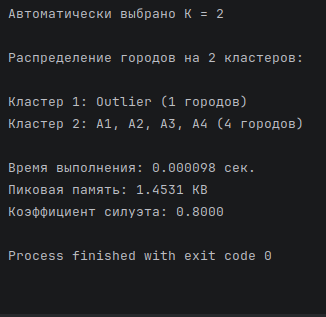 Автоматически выбрано K = 2
Распределение городов на 2 кластеров:
Кластер 1: Outlier (1 городов)
Кластер 2: A1, A2, A3, A4 (4 городов)
Время выполнения: 0.000098 сек.
Пиковая память: 1.4531 KB
Коэффициент силуэта: 0.8000
Process finished with exit code 0